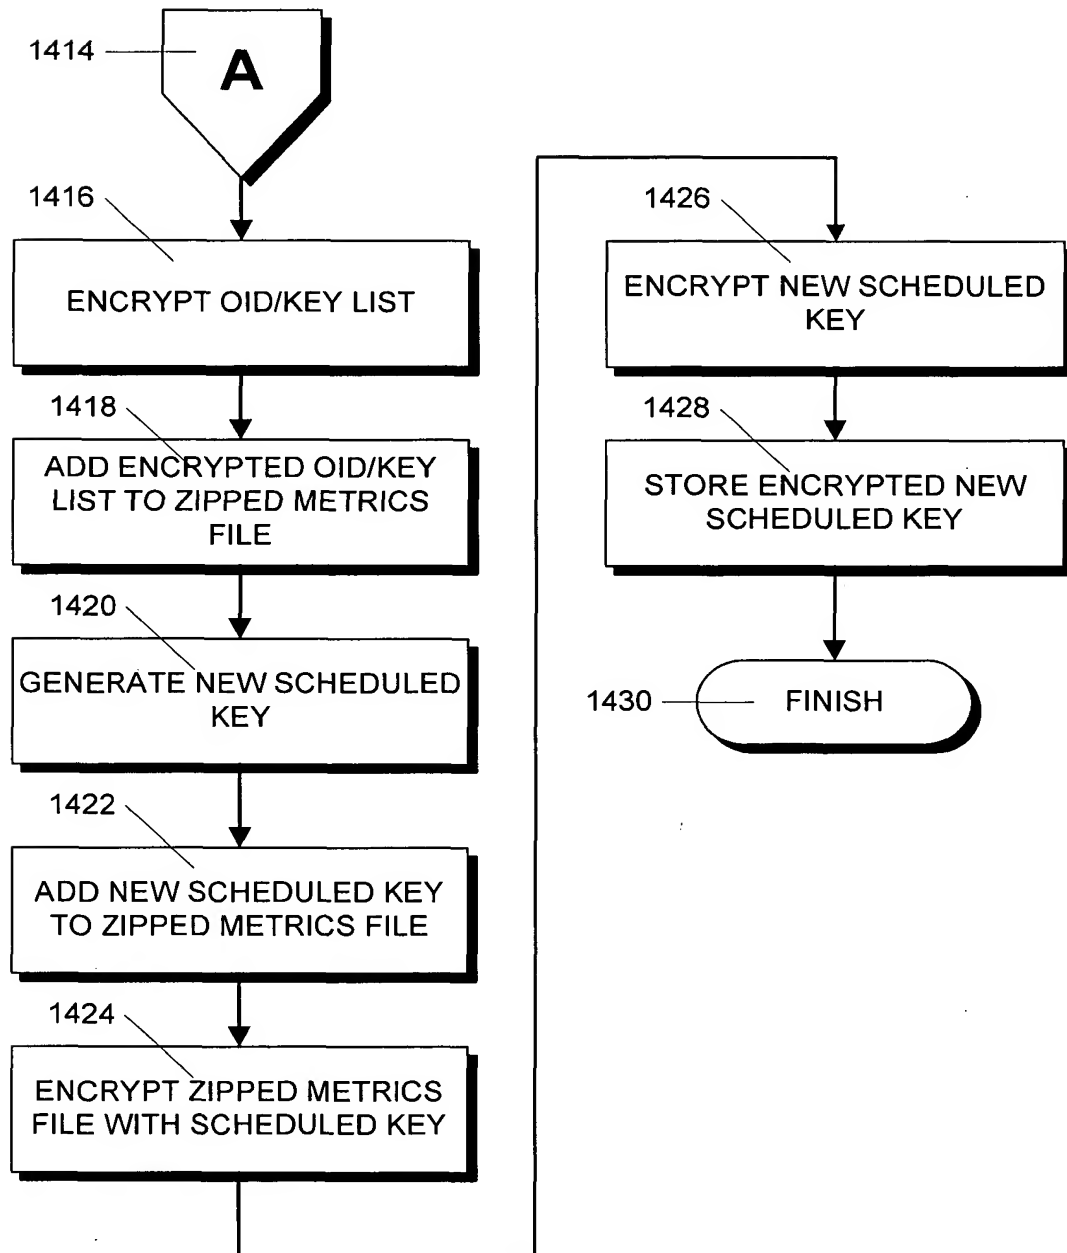 1414
A
1416
ENCRYPT OID/KEY LIST
1418
ADD ENCRYPTED OID/KEY
LIST TO ZIPPED METRICS
FILE
1420
GENERATE NEW SCHEDULED
KEY
1422
ADD NEW SCHEDULED KEY
TO ZIPPED METRICS FILE
1424
ENCRYPT ZIPPED METRICS
FILE WITH SCHEDULED KEY
1426
ENCRYPT NEW SCHEDULED
KEY
1428
STORE ENCRYPTED NEW
SCHEDULED KEY
1430
FINISH